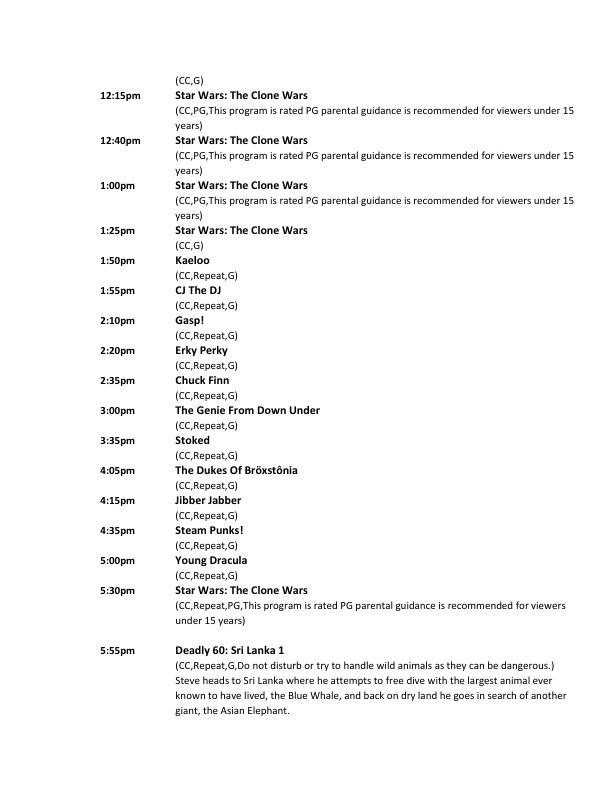 (CC,G)
12:15pm Star Wars: The Clone Wars
(CC,PG,This program is rated PG parental guidance is recommended for viewers under 15
years)
12:40pm Star Wars: The Clone Wars
(CC,PG,This program is rated PG parental guidance is recommended for viewers under 15
years)
1:00pm Star Wars: The Clone Wars
(CC,PG,This program is rated PG parental guidance is recommended for viewers under 15
years)
1:25pm Star Wars: The Clone Wars
(CC,G)
1:50pm Kaeloo
(CC,Repeat,G)
1:55pm CJ The DJ
(CC,Repeat,G)
2:10pm Gasp!
(CC,Repeat,G)
2:20pm Erky Perky
(CC,Repeat,G)
2:35pm Chuck Finn
(CC,Repeat,G)
3:00pm The Genie From Down Under
(CC,Repeat,G)
3:35pm Stoked
(CC,Repeat,G)
4:05pm The Dukes Of Bröxstônia
(CC,Repeat,G)
4:15pm Jibber Jabber
(CC,Repeat,G)
4:35pm Steam Punks!
(CC,Repeat,G)
5:00pm Young Dracula
(CC,Repeat,G)
5:30pm Star Wars: The Clone Wars
(CC,Repeat,PG,This program is rated PG parental guidance is recommended for viewers
under 15 years)
5:55pm Deadly 60: Sri Lanka 1
(CC,Repeat,G,Do not disturb or try to handle wild animals as they can be dangerous.)
Steve heads to Sri Lanka where he attempts to free dive with the largest animal ever
known to have lived, the Blue Whale, and back on dry land he goes in search of another
giant, the Asian Elephant.